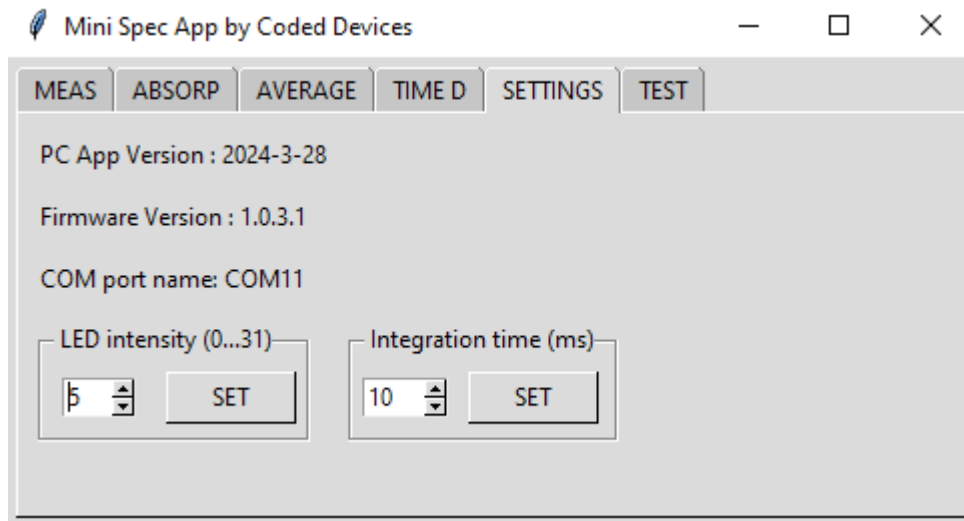 Mini Spec App by Coded Devices
MEAS ABSORP AVERAGE TIME D SETTINGS TEST
PC App Version : 2024-3-28
Firmware Version : 1.0.3.1
COM port name: COM11
LED intensity (0...31) Integration time (ms)
5 SET 10 SET